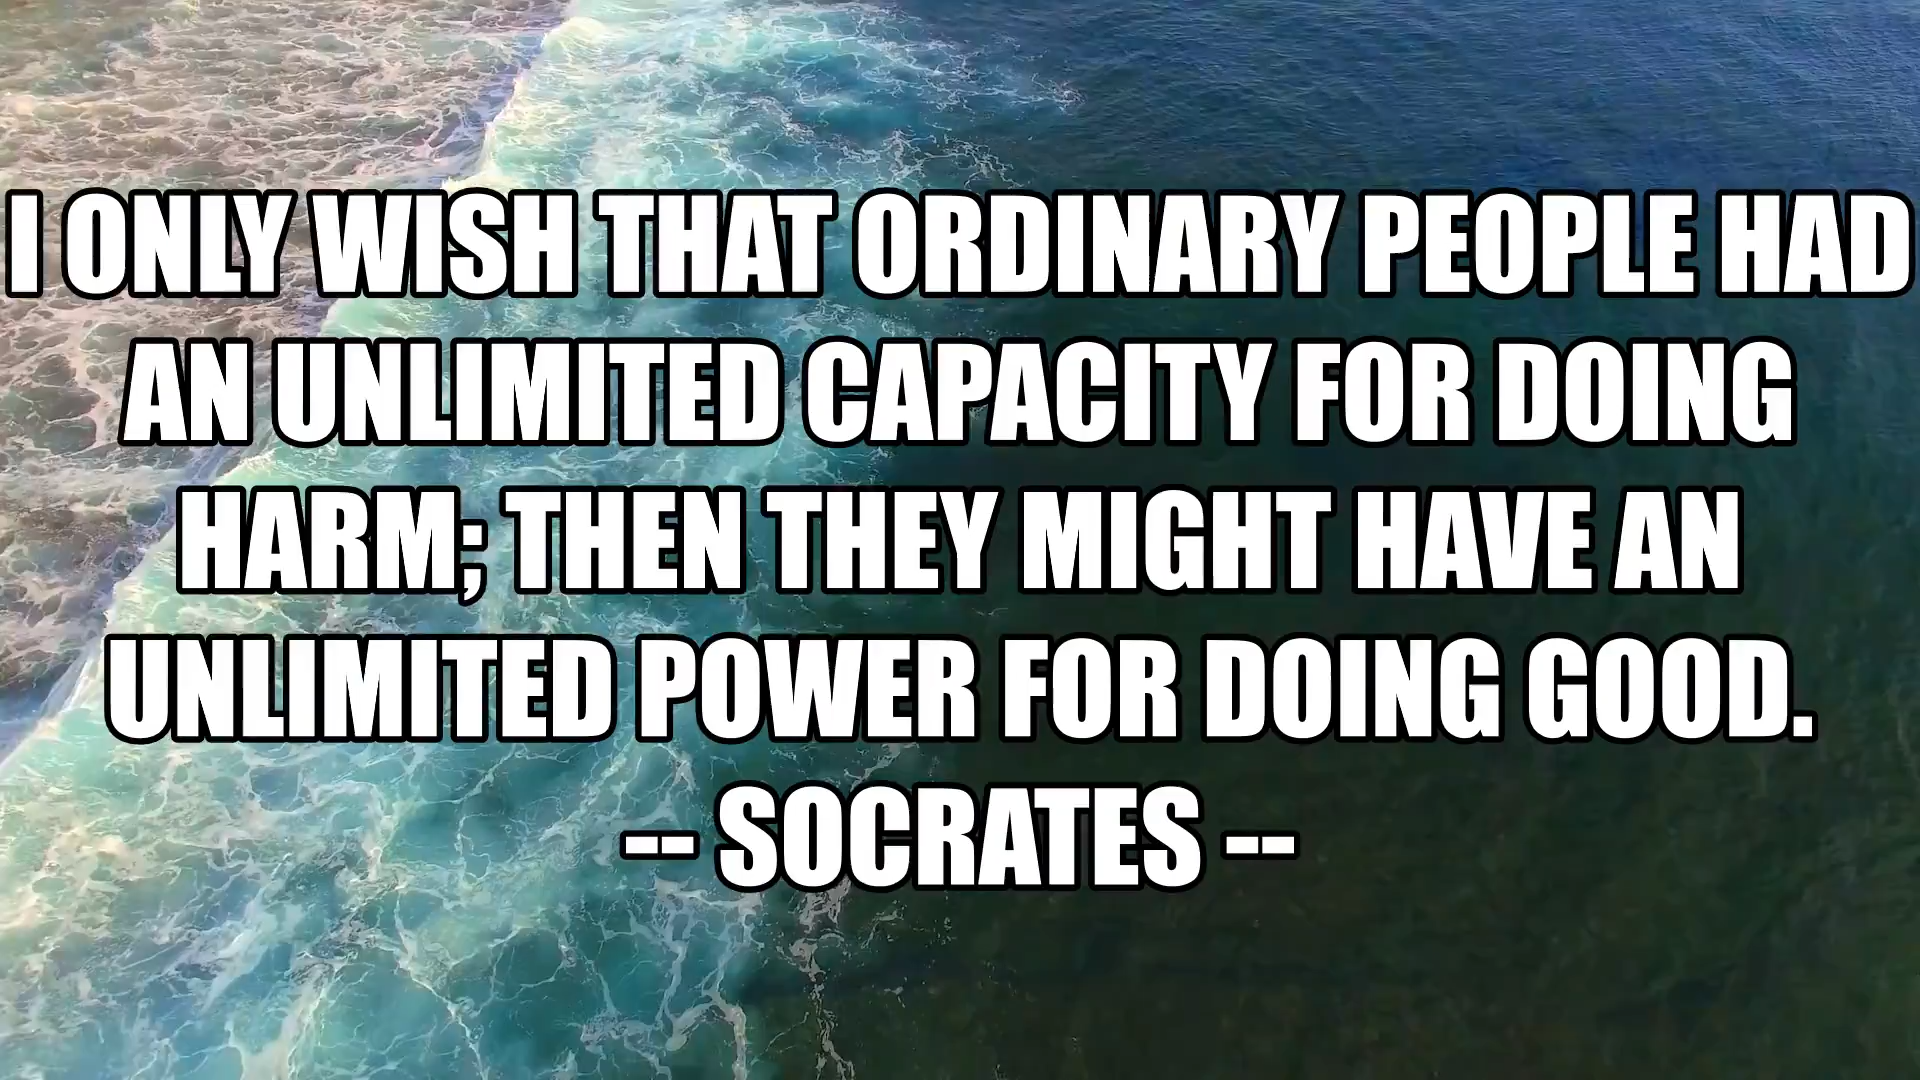 I ONLY WISH THAT ORDINARY PEOPLE HAD
AN UNLIMITED CAPACITY FOR DOING
HARM; THEN THEY MIGHT HAVE AN
UNLIMITED POWER FOR DOING GOOD.
-- SOCRATES --